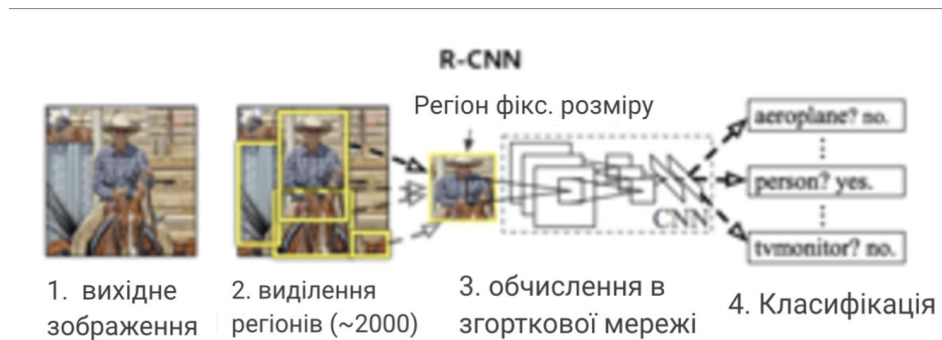 R-CNN
Регіон фікс. розміру
aeroplane? no.
person? yes.
CNN
tvmonitor? no.
1. вихідне
зображення
2. виділення
регіонів (~2000)
3. обчислення в
згорткової мережі
4. Класифікація